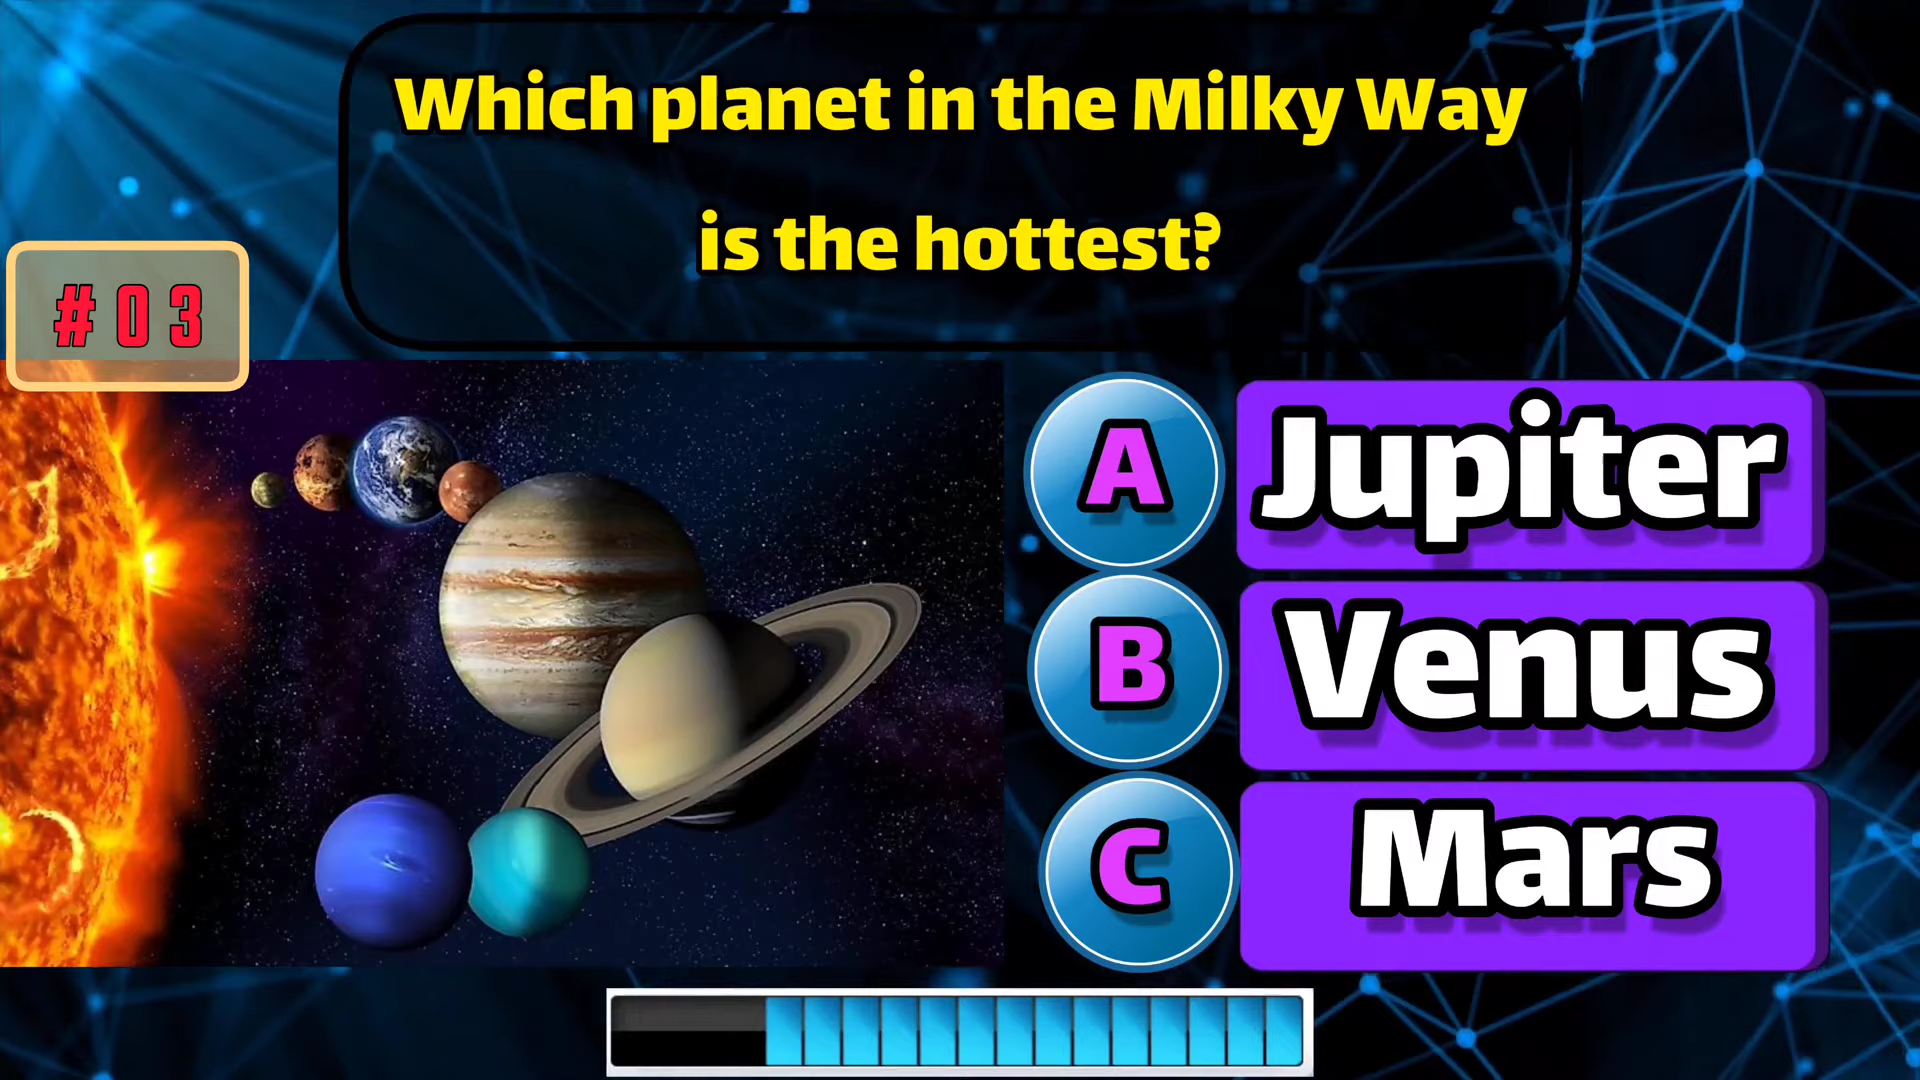 Which planet in the Milky Way
is the hottest?
#03
A Jupiter
B Venus
C Mars